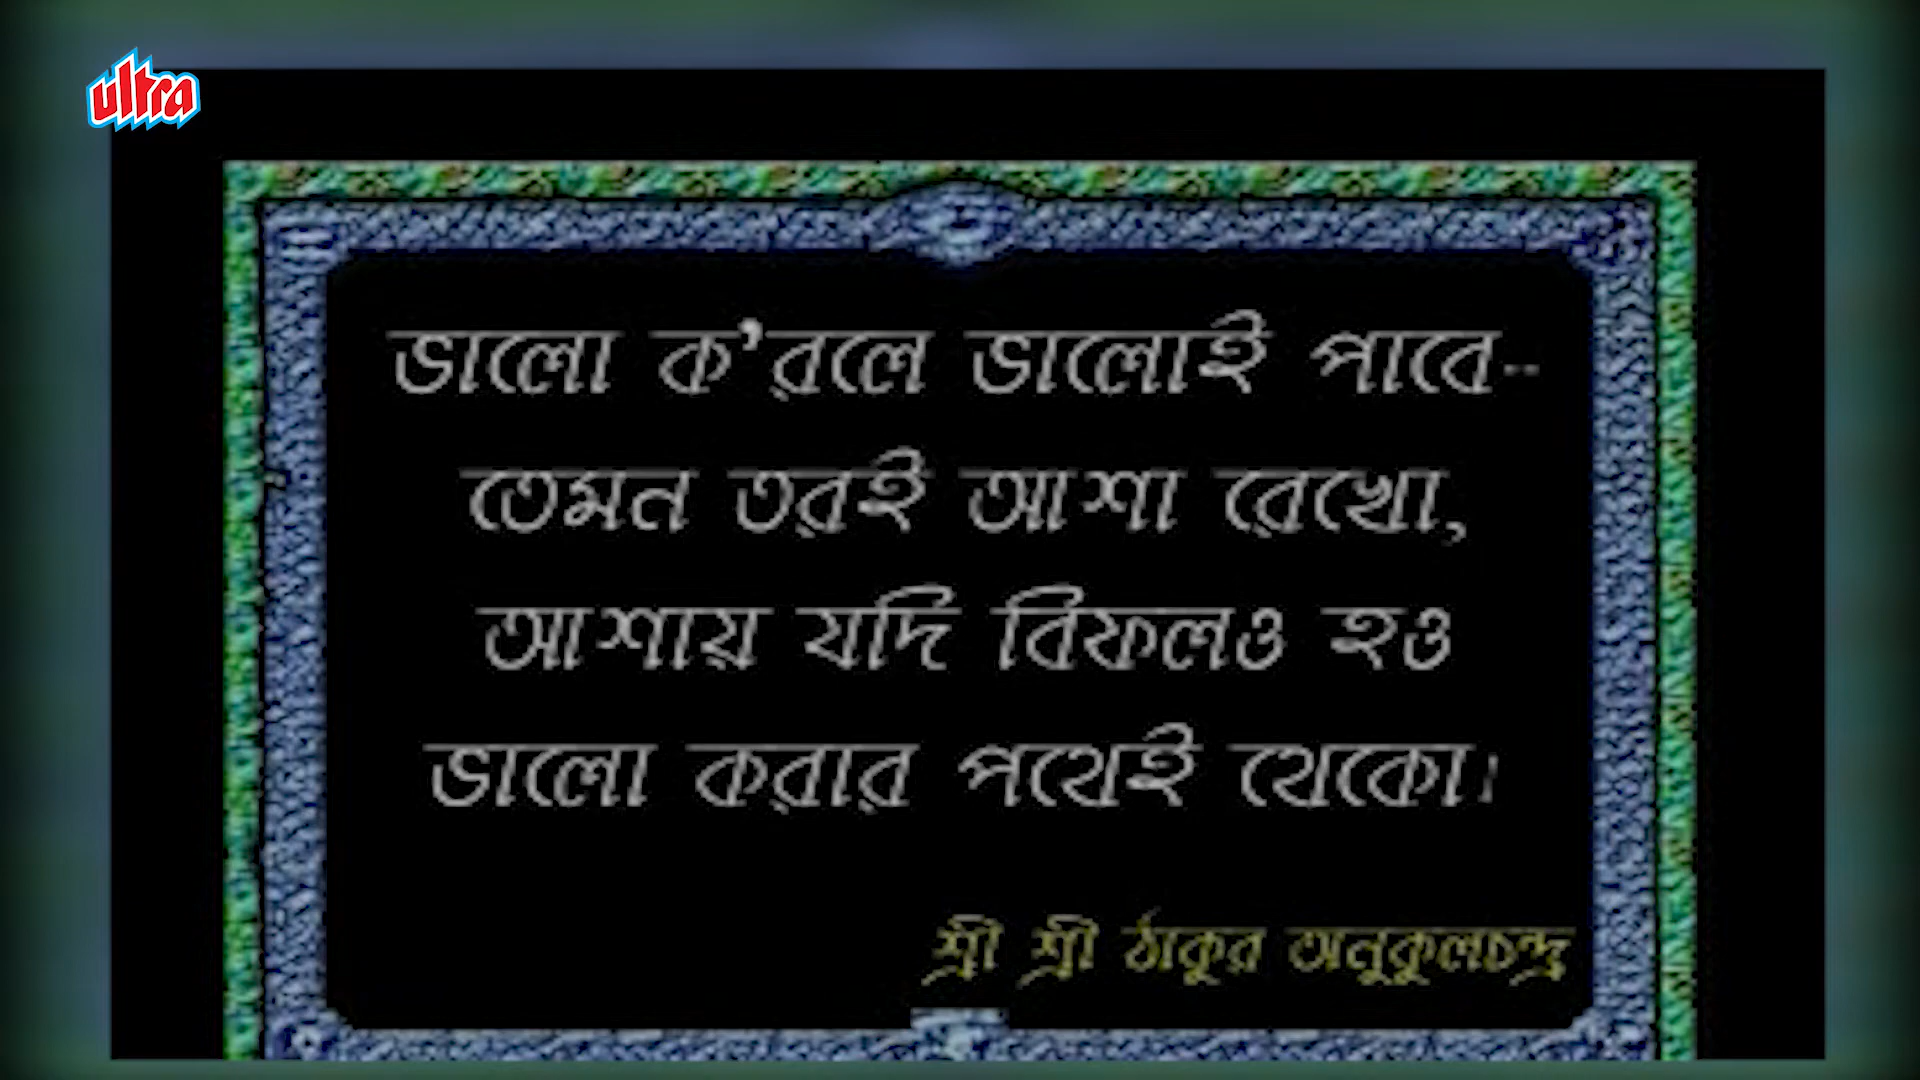 ultra
ভালো ক'রলে ভালোই পাবে--
তেমন তরই আশা রেখো,
আশায় যদি বিফলও হও
ভালো করার পথেই থেকো।
শ্রী শ্রী ঠাকুর অনুকুলচন্দ্র